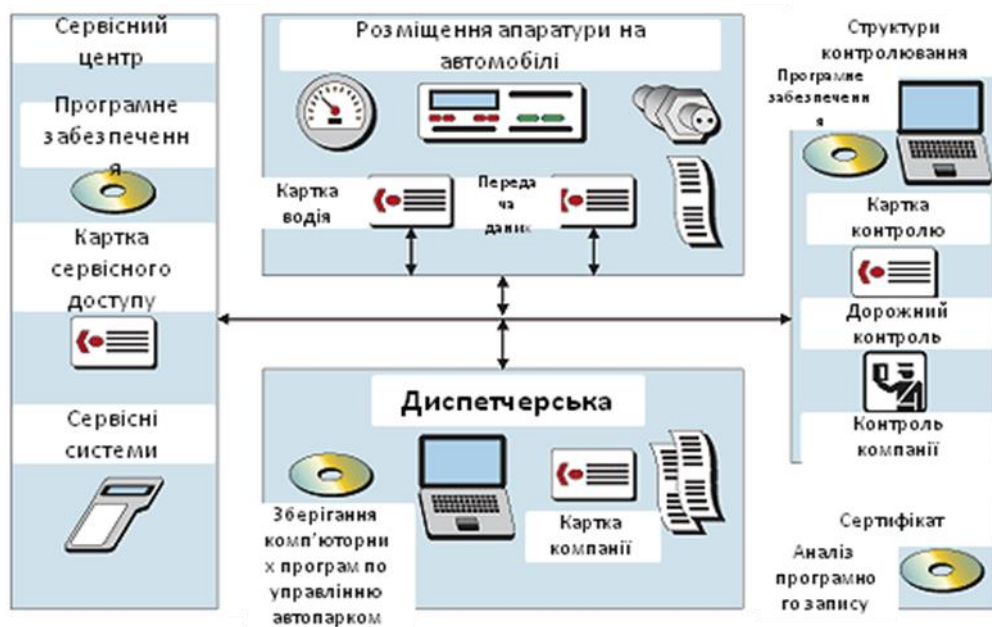 Сервісний
центр
Програмне
забезпеченн
я
Картка
сервісного
доступу
Сервісні
системи
Розміщення апаратури на
автомобілі
Картка
водія
Переда
ча
даних
Диспетчерська
Зберігання
комп'юторни
х програм по
управлінню
автопарком
Картка
компанії
Структури
контролювання
Програмне
забезпеченн
я
Картка
контролю
Дорожний
контроль
Контроль
компанії
Сертифікат
Аналіз
програмно
го запису